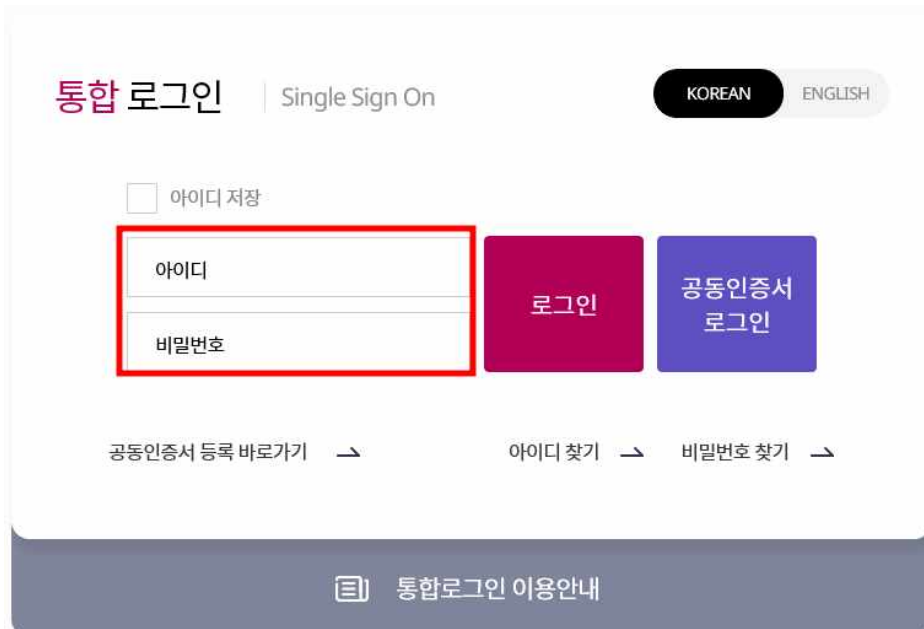 통합 로그인 Single Sign On
KOREAN ENGLISH
아이디 저장
아이디
비밀번호
로그인
공동인증서
로그인
공동인증서 등록 바로가기
아이디 찾기
비밀번호 찾기
통합로그인 이용안내